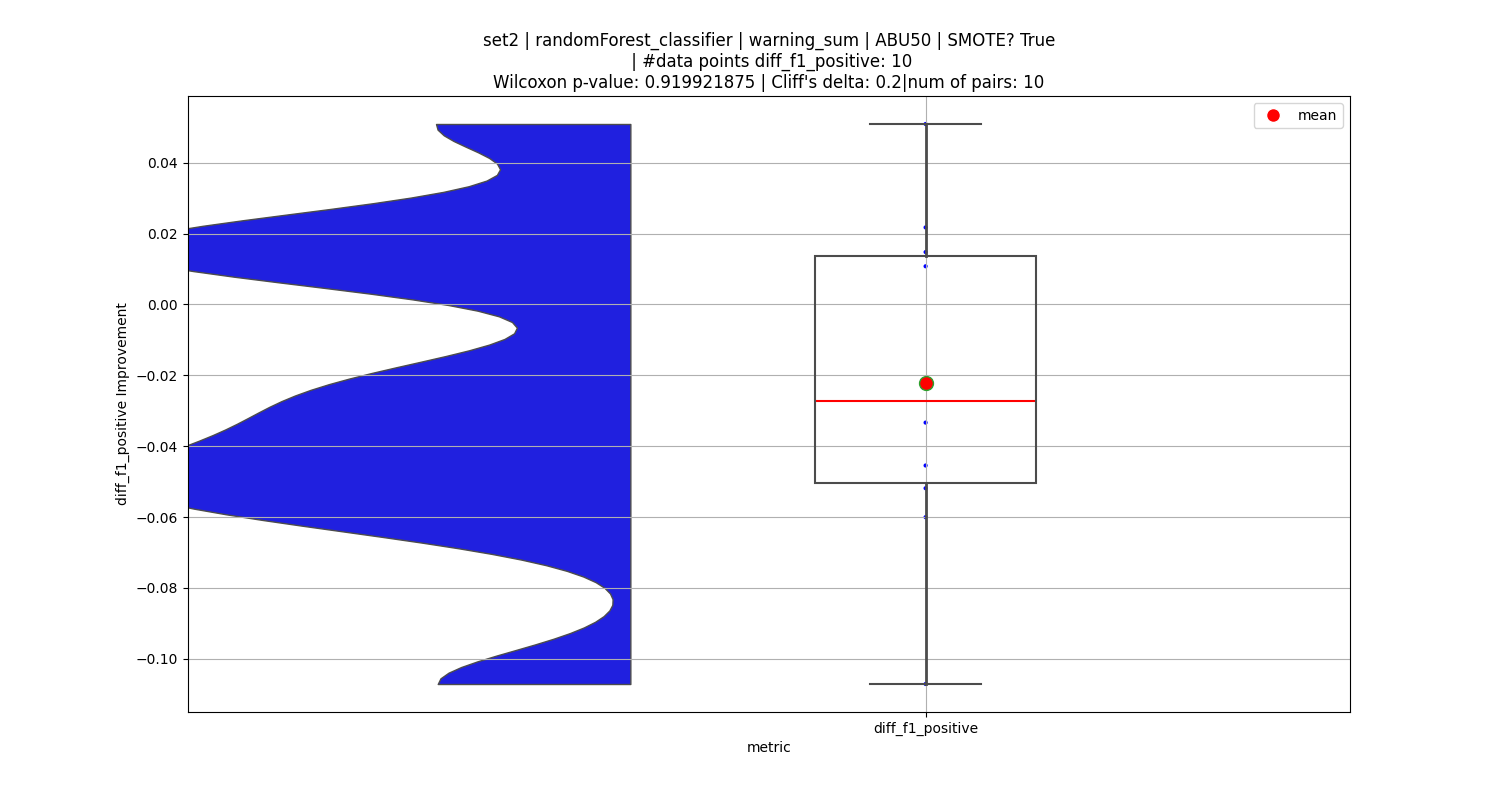 set2 | randomForest_classifier | warning_sum | ABU50 | SMOTE? True
| #data points diff_f1_positive: 10
Wilcoxon p-value: 0.919921875 | Cliff's delta: 0.2|num of pairs: 10
mean
0.04
0.02
0.00
−0.02
−0.04
−0.06
−0.08
−0.10
diff_f1_positive Improvement
diff_f1_positive
metric